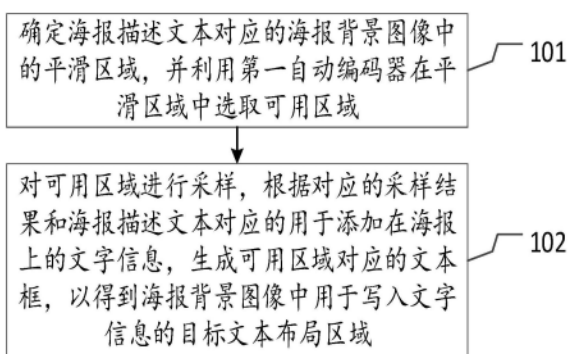 确定海报描述文本对应的海报背景图像中
的平滑区域，并利用第一自动编码器在平
滑区域中选取可用区域
101
对可用区域进行采样，根据对应的采样结
果和海报描述文本对应的用于添加在海报
上的文字信息，生成可用区域对应的文本
框，以得到海报背景图像中用于写入文字
信息的目标文本布局区域
102